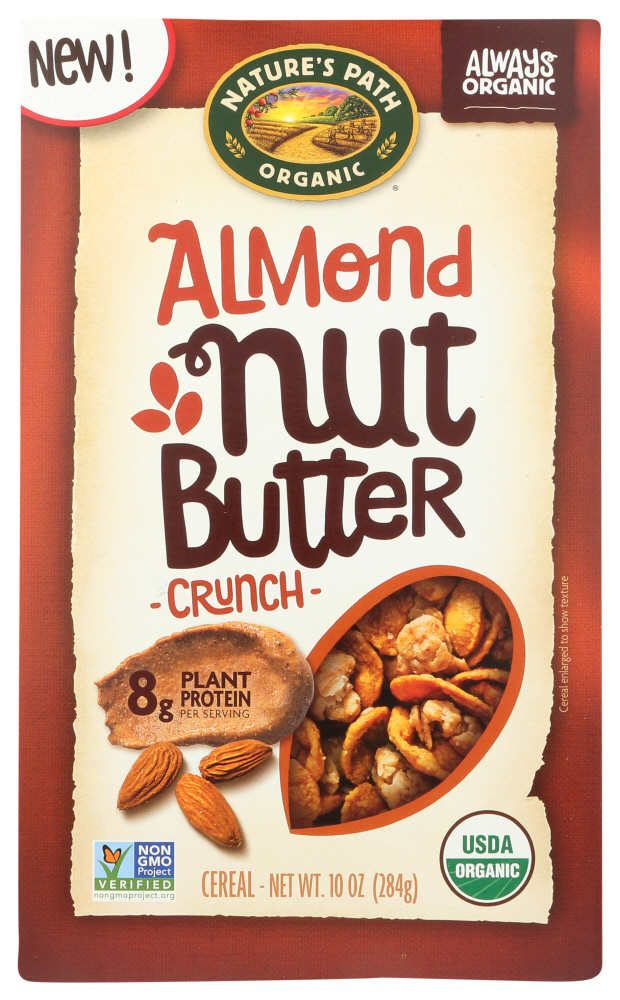 New!
NATURE'S PATH
ORGANIC
®
ALWAYS
ORGANIC
ALMond
nut
ButteR
-CRUNCH-
8g PLANT
PROTEIN
PER SERVING
Cereal enlarged to show texture
NON
GMO
Project
VERIFIED
nongmoproject.org
CEREAL - NET WT. 10 OZ (284g)
USDA
ORGANIC